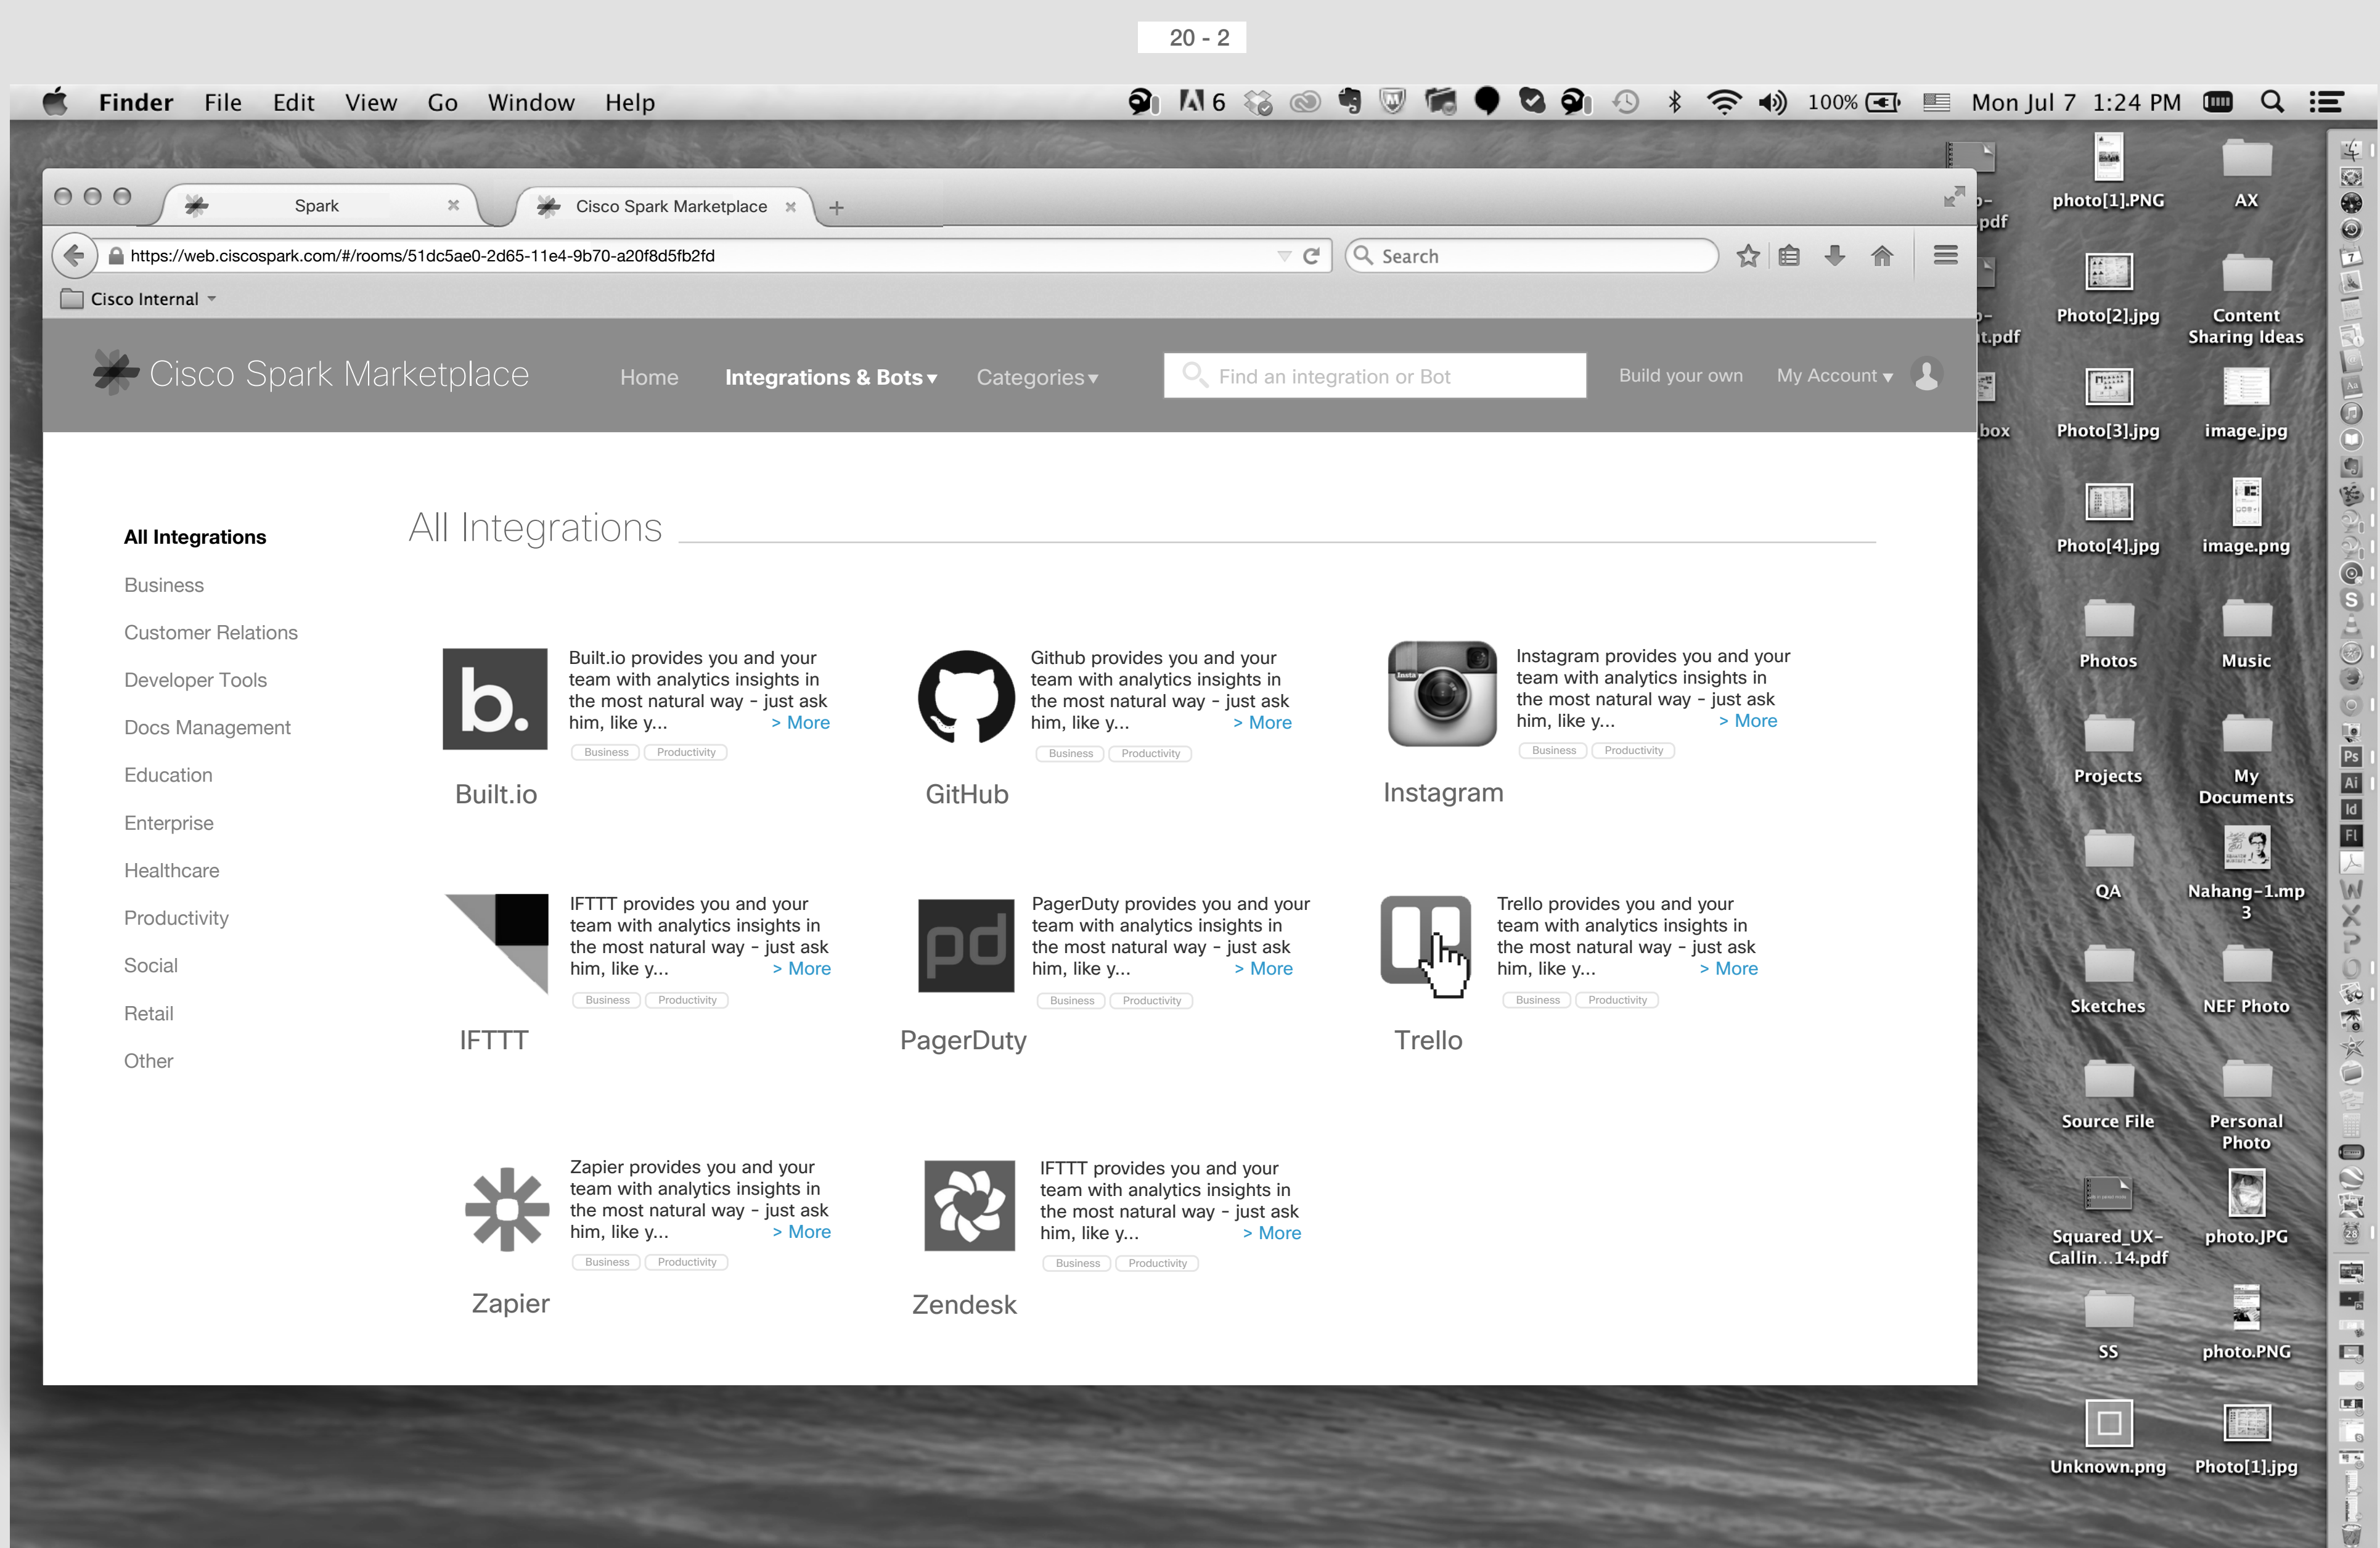 20 - 2
Finder File Edit View Go Window Help
6 100% Mon Jul 7 1:24 PM
Spark
Cisco Spark Marketplace
https://web.ciscospark.com/#/rooms/51dc5ae0-2d65-11e4-9b70-a20f8d5fb2fd
Search
Cisco Internal
Cisco Spark Marketplace
Home Integrations & Bots Categories
Find an integration or Bot
Build your own My Account
All Integrations
Business
Customer Relations
Developer Tools
Docs Management
Education
Enterprise
Healthcare
Productivity
Social
Retail
Other
All Integrations
b.
Built.io provides you and your
team with analytics insights in
the most natural way - just ask
him, like y... > More
Business Productivity
Built.io
Github provides you and your
team with analytics insights in
the most natural way - just ask
him, like y... > More
Business Productivity
GitHub
Insta
Instagram provides you and your
team with analytics insights in
the most natural way - just ask
him, like y... > More
Business Productivity
Instagram
IFTTT provides you and your
team with analytics insights in
the most natural way - just ask
him, like y... > More
Business Productivity
IFTTT
pd
PagerDuty provides you and your
team with analytics insights in
the most natural way - just ask
him, like y... > More
Business Productivity
PagerDuty
Trello provides you and your
team with analytics insights in
the most natural way - just ask
him, like y... > More
Business Productivity
Trello
Zapier provides you and your
team with analytics insights in
the most natural way - just ask
him, like y... > More
Business Productivity
Zapier
IFTTT provides you and your
team with analytics insights in
the most natural way - just ask
him, like y... > More
Business Productivity
Zendesk
pdf
t.pdf
box
photo[1].PNG
AX
Photo[2].jpg
Content
Sharing Ideas
Photo[3].jpg
image.jpg
Photo[4].jpg
image.png
Photos
Music
Projects
My
Documents
QA
Nahang-1.mp
3
Sketches
NEF Photo
Source File
Personal
Photo
Squared_UX-
Callin...14.pdf
photo.JPG
SS
photo.PNG
Unknown.png
Photo[1].jpg
7
Aa
S
Ps
Ai
Id
Fl
W
X
P
O
28